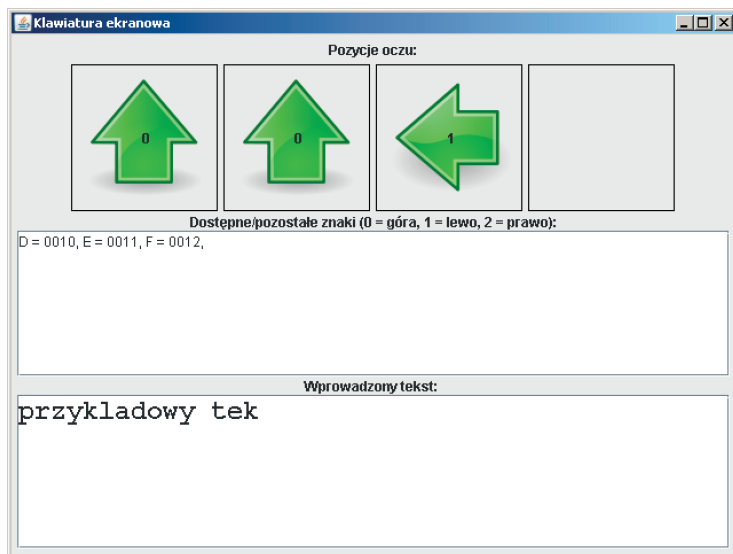 Klawiatura ekranowa
Pozycje oczu:
0 0 1
Dostępne/pozostałe znaki (0 = góra, 1 = lewo, 2 = prawo):
D = 0010, E = 0011, F = 0012,
Wprowadzony tekst:
przykladowy tek